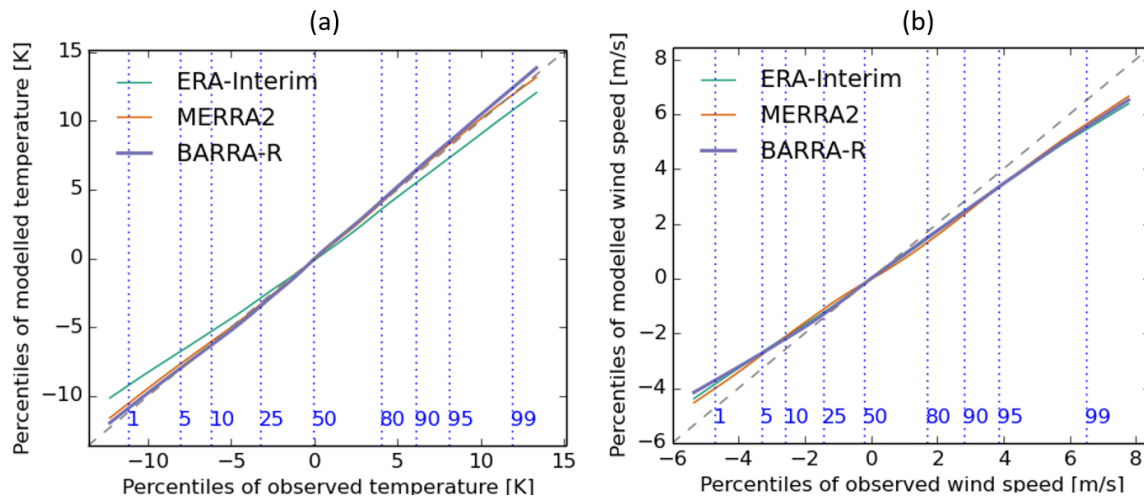 (a)
Percentiles of modelled temperature [K]
15
10
5
0
−5
−10
ERA-Interim
MERRA2
BARRA-R
1 5 10 25 50 80 90 95 99
−10 −5 0 5 10 15
Percentiles of observed temperature [K]
(b)
Percentiles of modelled wind speed [m/s]
8
6
4
2
0
−2
−4
−6
ERA-Interim
MERRA2
BARRA-R
1 5 10 25 50 80 90 95 99
−6 −4 −2 0 2 4 6 8
Percentiles of observed wind speed [m/s]